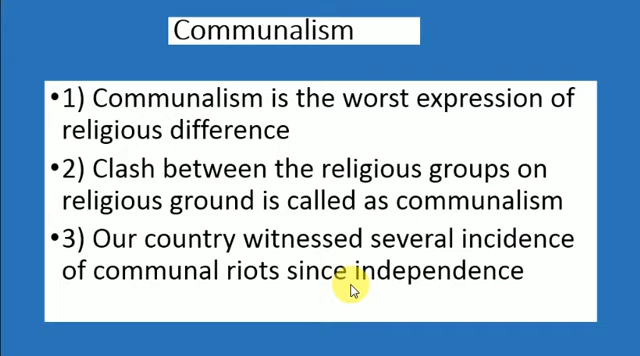 Communalism
•1) Communalism is the worst expression of
religious difference
•2) Clash between the religious groups on
religious ground is called as communalism
•3) Our country witnessed several incidence
of communal riots since independence